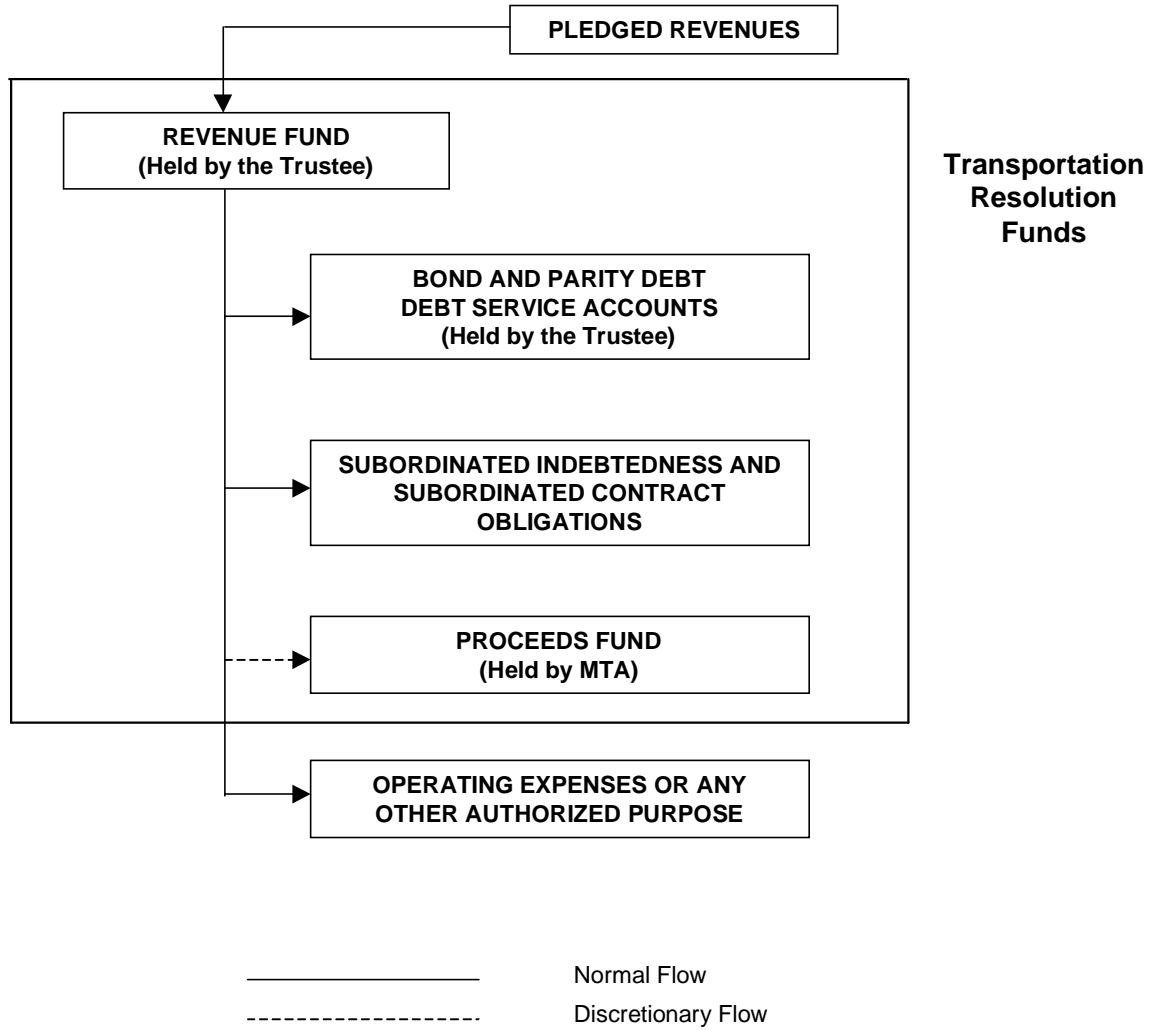 PLEDGED REVENUES
REVENUE FUND
(Held by the Trustee)
Transportation
Resolution
Funds
BOND AND PARITY DEBT
DEBT SERVICE ACCOUNTS
(Held by the Trustee)
SUBORDINATED INDEBTEDNESS AND
SUBORDINATED CONTRACT
OBLIGATIONS
PROCEEDS FUND
(Held by MTA)
OPERATING EXPENSES OR ANY
OTHER AUTHORIZED PURPOSE
Normal Flow
Discretionary Flow